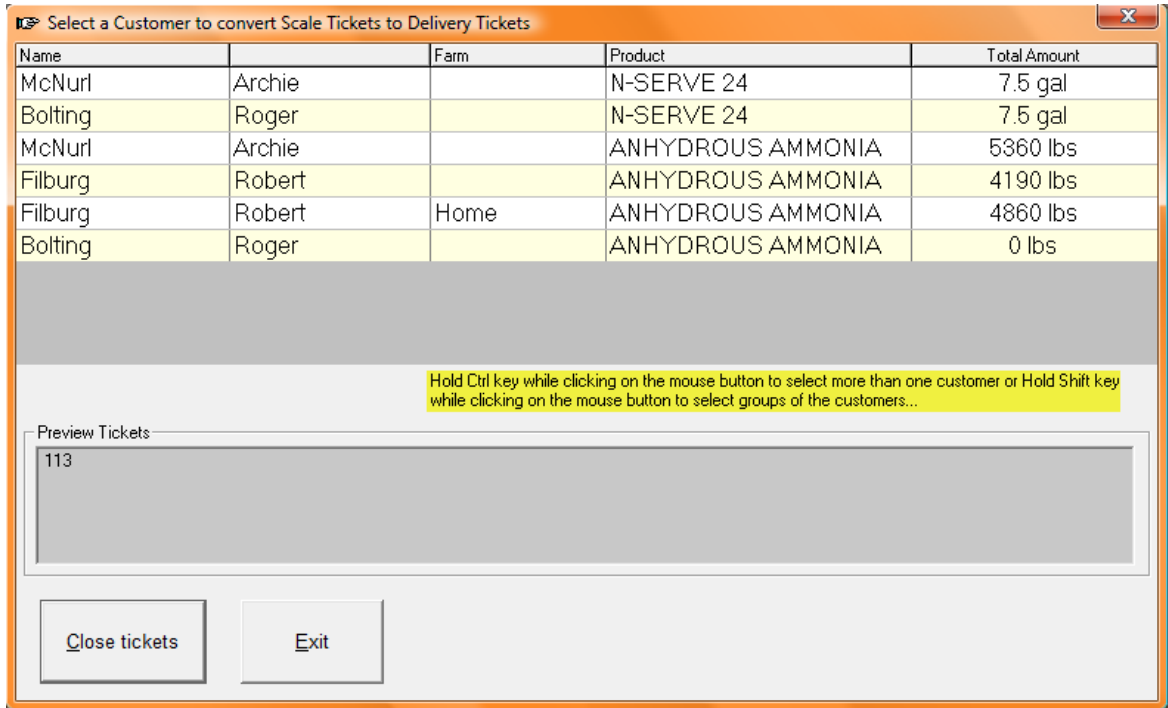 Select a Customer to convert Scale Tickets to Delivery Tickets
X
Name Farm Product Total Amount
McNurl Archie N-SERVE 24 7.5 gal
Bolting Roger N-SERVE 24 7.5 gal
McNurl Archie ANHYDROUS AMMONIA 5360 lbs
Filburg Robert ANHYDROUS AMMONIA 4190 lbs
Filburg Robert Home ANHYDROUS AMMONIA 4860 lbs
Bolting Roger ANHYDROUS AMMONIA 0 lbs
Hold Ctrl key while clicking on the mouse button to select more than one customer or Hold Shift key
while clicking on the mouse button to select groups of the customers...
Preview Tickets
113
Close tickets Exit